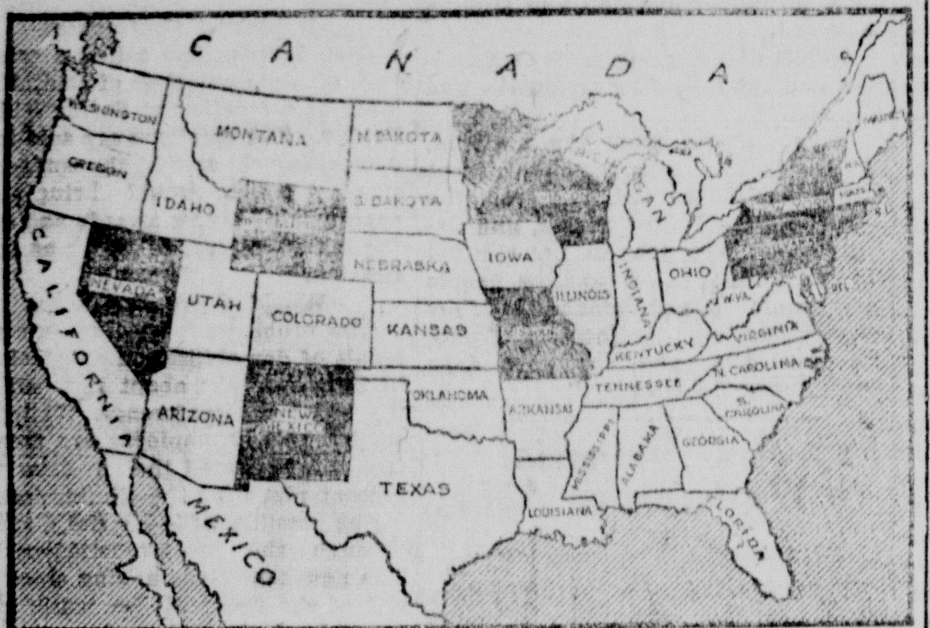 CANADA
WASHINGTON
MONTANA
N. DAKOTA
OREGON
IDAHO
S. DAKOTA
NEBRASKA
IOWA
NEVADA
UTAH
COLORADO
KANSAS
ILLINOIS
INDIANA
OHIO
W. VA.
VIRGINIA
KENTUCKY
CALIFORNIA
ARIZONA
NEW
MEXICO
OKLAHOMA
ARKANSAS
TENNESSEE
N. CAROLINA
S.
CAROLINA
MISSISSIPPI
ALABAMA
GEORGIA
TEXAS
LOUISIANA
FLORIDA
MEXICO
DEL.